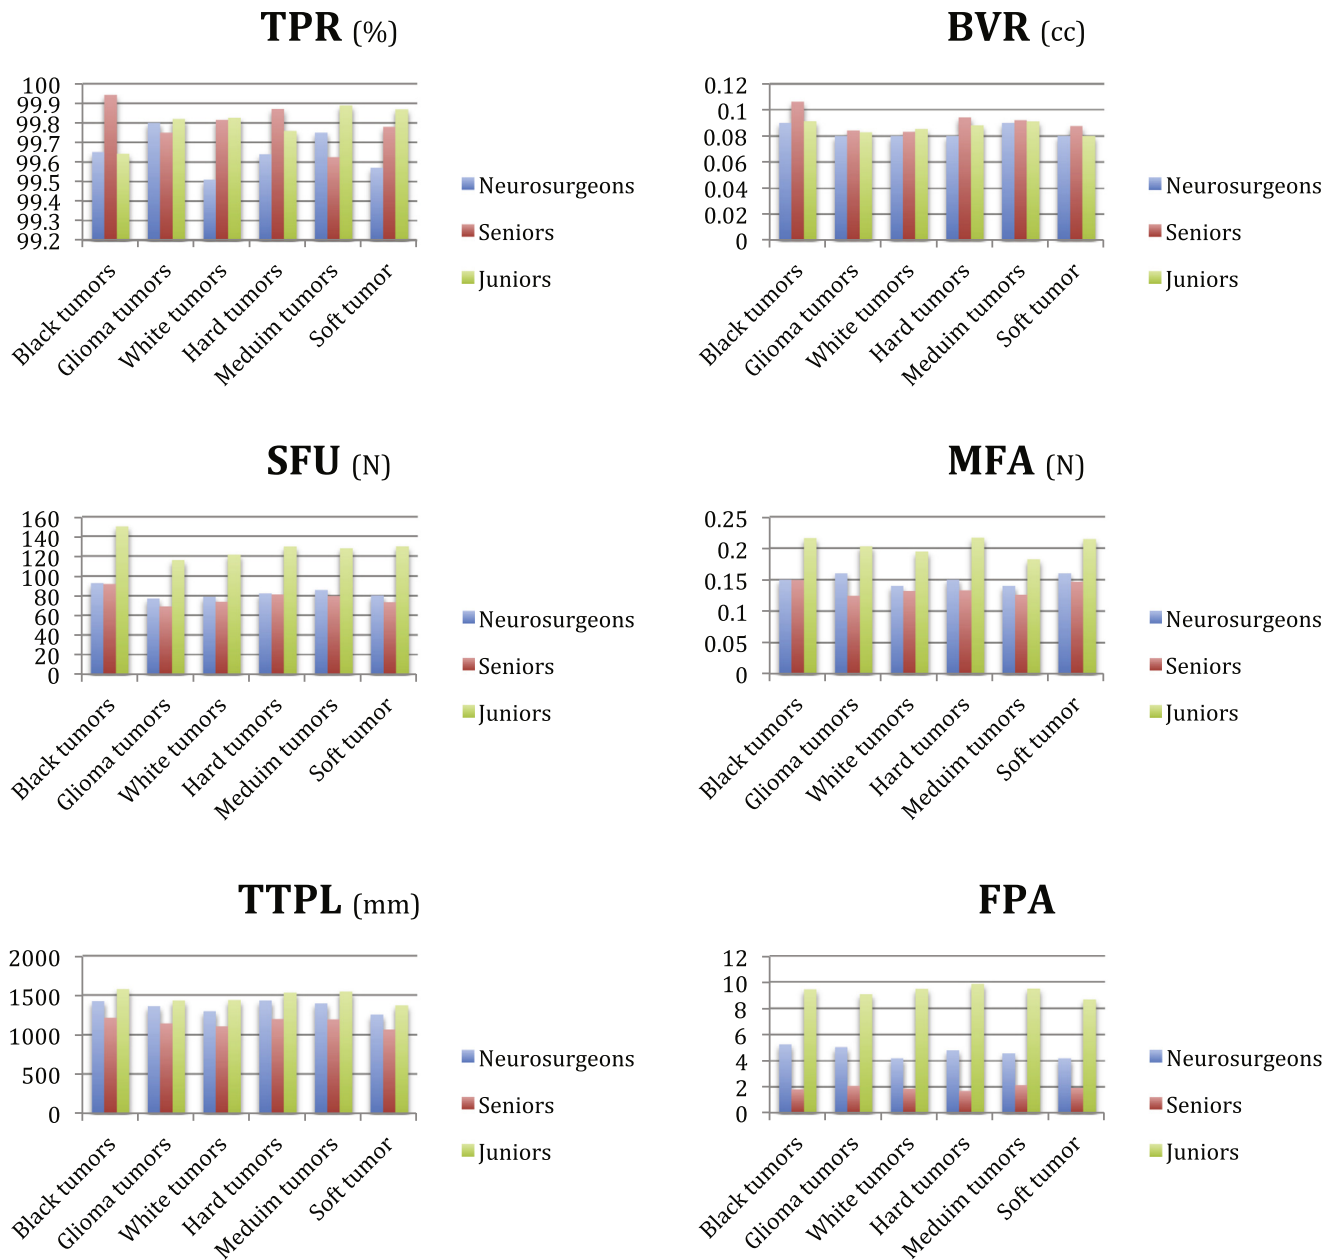 TPR (%)
100
99.9
99.8
99.7
99.6
99.5
99.4
99.3
99.2
Black tumors
Glioma tumors
White tumors
Hard tumors
Meduim tumors
Soft tumor
Neurosurgeons
Seniors
Juniors
BVR (cc)
0.12
0.1
0.08
0.06
0.04
0.02
0
Black tumors
Glioma tumors
White tumors
Hard tumors
Meduim tumors
Soft tumor
Neurosurgeons
Seniors
Juniors
SFU (N)
160
140
120
100
80
60
40
20
0
Black tumors
Glioma tumors
White tumors
Hard tumors
Meduim tumors
Soft tumor
Neurosurgeons
Seniors
Juniors
MFA (N)
0.25
0.2
0.15
0.1
0.05
0
Black tumors
Glioma tumors
White tumors
Hard tumors
Meduim tumors
Soft tumor
Neurosurgeons
Seniors
Juniors
TTPL (mm)
2000
1500
1000
500
0
Black tumors
Glioma tumors
White tumors
Hard tumors
Meduim tumors
Soft tumor
Neurosurgeons
Seniors
Juniors
FPA
12
10
8
6
4
2
0
Black tumors
Glioma tumors
White tumors
Hard tumors
Meduim tumors
Soft tumor
Neurosurgeons
Seniors
Juniors